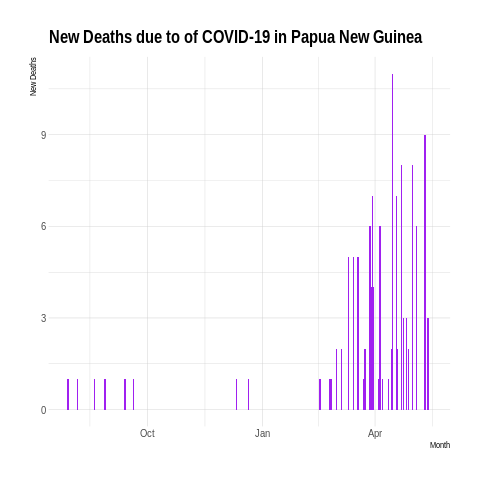 New Deaths due to of COVID-19 in Papua New Guinea
New Deaths
9
6
3
0
Oct Jan Apr
Month